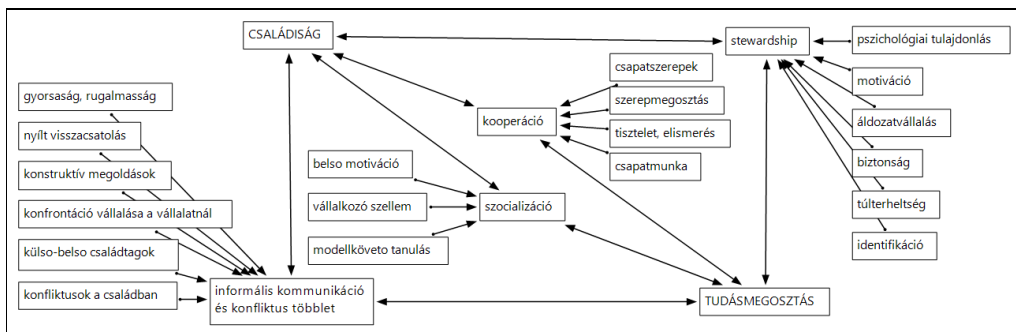 CSALÁDISÁG
stewardship
pszichológiai tulajdonlás
csapatszerepek
motiváció
gyorsaság, rugalmasság
szerepmegosztás
áldozatvállalás
kooperáció
nyílt visszacsatolás
tisztelet, elismerés
belso motiváció
csapatmunka
biztonság
konstruktív megoldások
vállalkozó szellem
szocializáció
túlterheltség
konfrontáció vállalása a vállalatnál
modellköveto tanulás
identifikáció
külso-belso családtagok
konfliktusok a családban
informális kommunikáció
és konfliktus többlet
TUDÁSMEGOSZTÁS